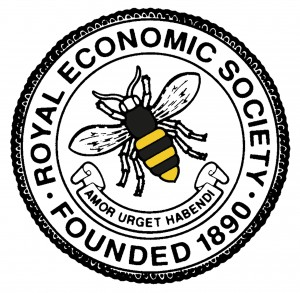 · ROYAL ECONOMIC SOCIETY ·
FOUNDED 1890
AMOR URGET HABENDI